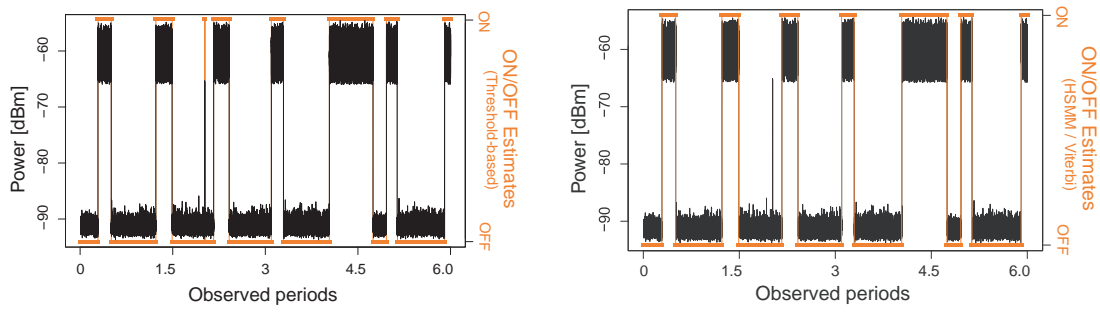 Power [dBm]
−60
−70
−80
−90
0 1.5 3 4.5 6.0
Observed periods
ON
OFF
ON/OFF Estimates
(Threshold-based)
Power [dBm]
−60
−70
−80
−90
0 1.5 3 4.5 6.0
Observed periods
ON
OFF
ON/OFF Estimates
(HSMM / Viterbi)